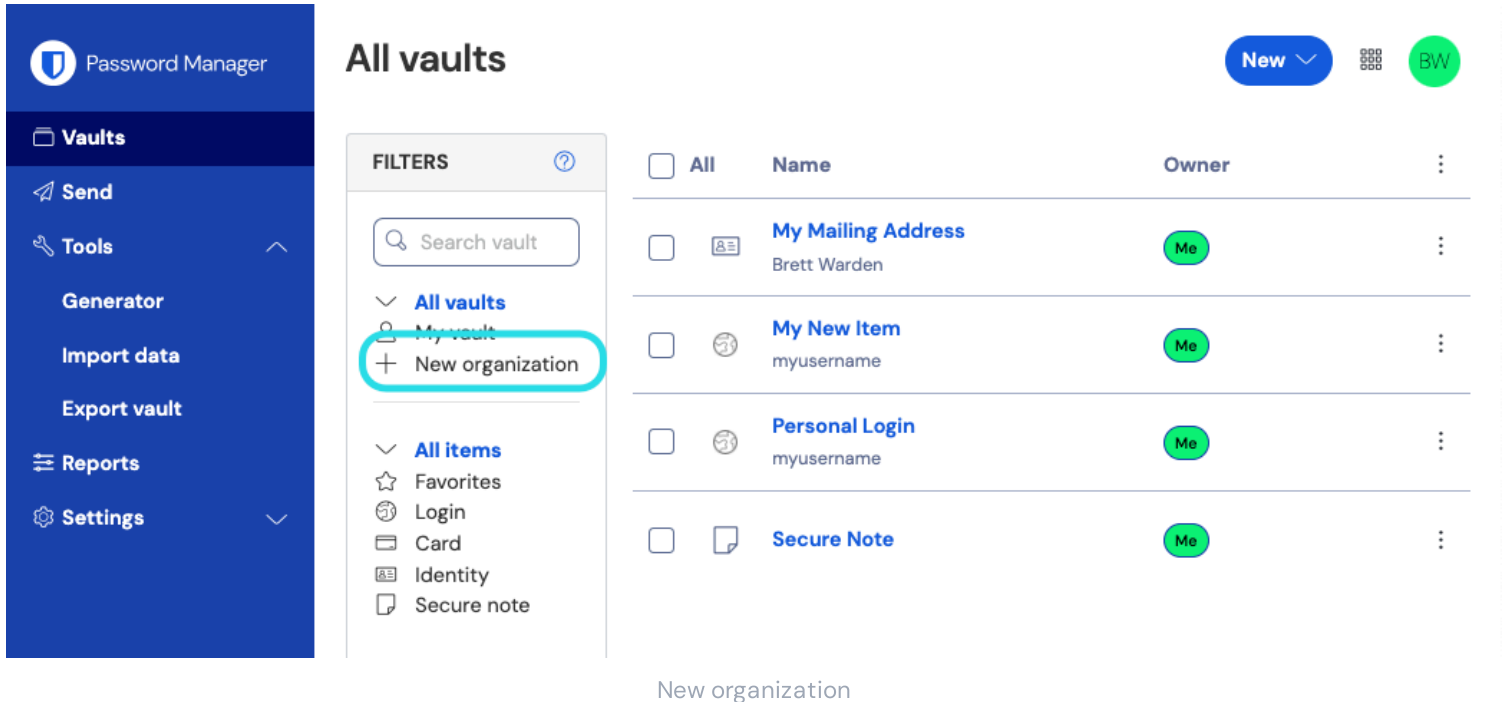 Password Manager
Vaults
Send
Tools
Generator
Import data
Export vault
Reports
Settings
All vaults
New
BW
FILTERS
?
Search vault
All vaults
My vault
New organization
All items
Favorites
Login
Card
Identity
Secure note
All Name Owner
My Mailing Address
Brett Warden
Me
My New Item
myusername
Me
Personal Login
myusername
Me
Secure Note
Me
New organization